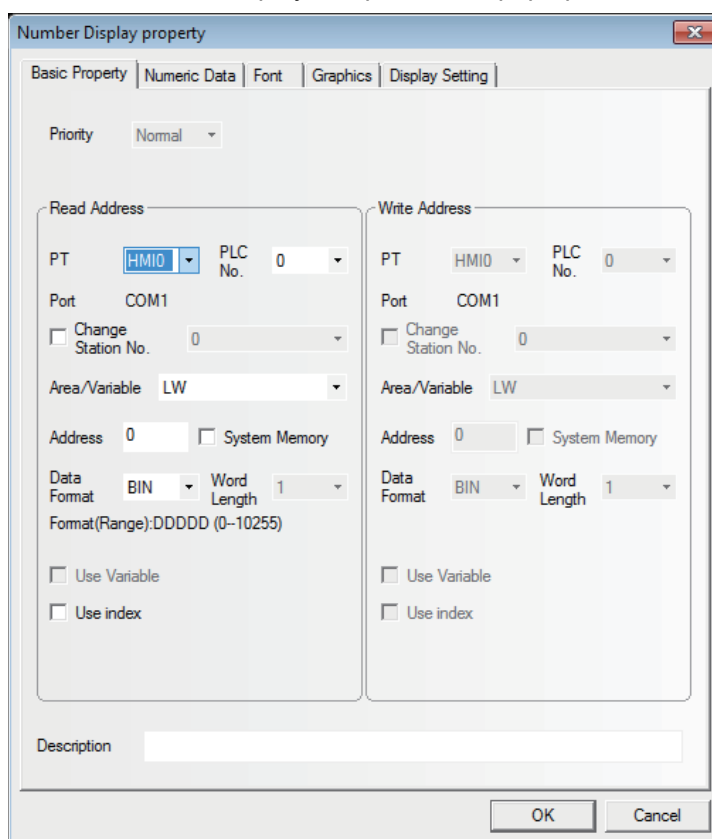 Number Display property
Basic Property Numeric Data Font Graphics Display Setting
Priority Normal
Read Address
PT HMI0 PLC No. 0
Port COM1
Change Station No. 0
Area/Variable LW
Address 0 System Memory
Data Format BIN Word Length 1
Format(Range):DDDDD (0--10255)
Use Variable
Use index
Write Address
PT HMI0 PLC No. 0
Port COM1
Change Station No. 0
Area/Variable LW
Address 0 System Memory
Data Format BIN Word Length 1
Use Variable
Use index
Description
OK Cancel